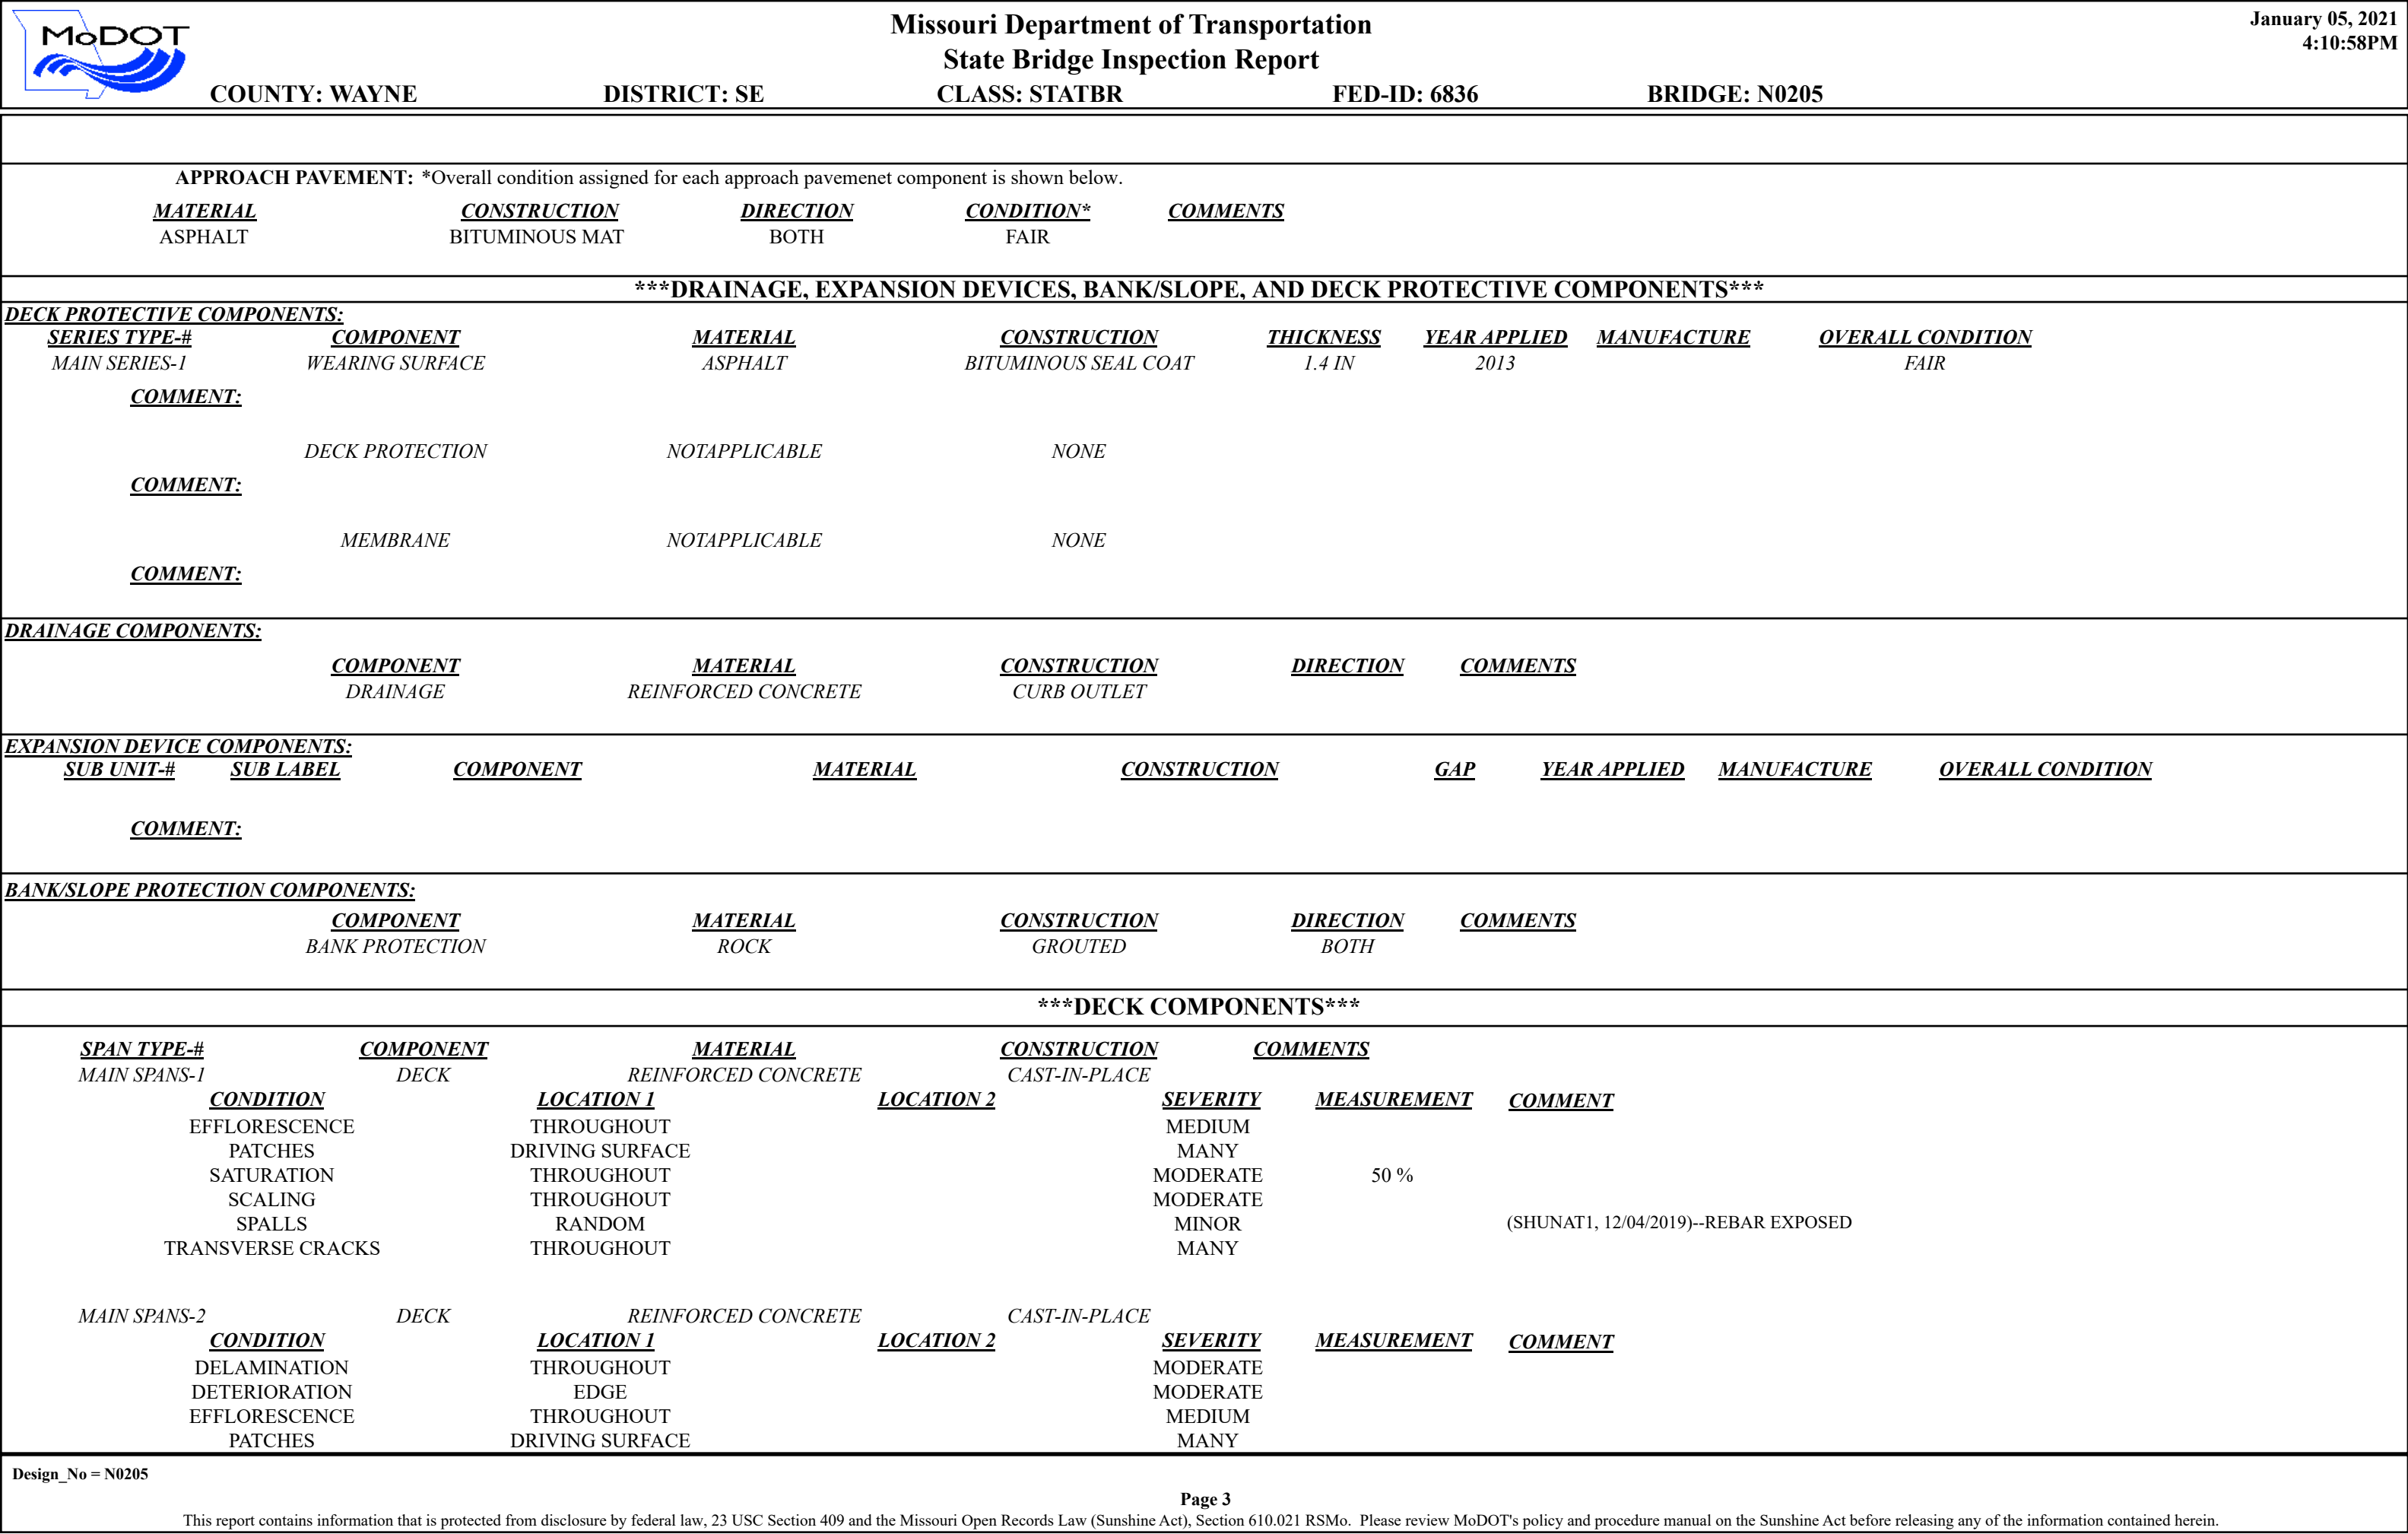 MoDOT
Missouri Department of Transportation
State Bridge Inspection Report
January 05, 2021
4:10:58PM
COUNTY: WAYNE DISTRICT: SE CLASS: STATBR FED-ID: 6836 BRIDGE: N0205
APPROACH PAVEMENT: *Overall condition assigned for each approach pavemenet component is shown below.
MATERIAL CONSTRUCTION DIRECTION CONDITION* COMMENTS
ASPHALT BITUMINOUS MAT BOTH FAIR
***DRAINAGE, EXPANSION DEVICES, BANK/SLOPE, AND DECK PROTECTIVE COMPONENTS***
DECK PROTECTIVE COMPONENTS:
SERIES TYPE-# COMPONENT MATERIAL CONSTRUCTION THICKNESS YEAR APPLIED MANUFACTURE OVERALL CONDITION
MAIN SERIES-1 WEARING SURFACE ASPHALT BITUMINOUS SEAL COAT 1.4 IN 2013 FAIR
COMMENT:
DECK PROTECTION NOTAPPLICABLE NONE
COMMENT:
MEMBRANE NOTAPPLICABLE NONE
COMMENT:
DRAINAGE COMPONENTS:
COMPONENT MATERIAL CONSTRUCTION DIRECTION COMMENTS
DRAINAGE REINFORCED CONCRETE CURB OUTLET
EXPANSION DEVICE COMPONENTS:
SUB UNIT-# SUB LABEL COMPONENT MATERIAL CONSTRUCTION GAP YEAR APPLIED MANUFACTURE OVERALL CONDITION
COMMENT:
BANK/SLOPE PROTECTION COMPONENTS:
COMPONENT MATERIAL CONSTRUCTION DIRECTION COMMENTS
BANK PROTECTION ROCK GROUTED BOTH
***DECK COMPONENTS***
SPAN TYPE-# COMPONENT MATERIAL CONSTRUCTION COMMENTS
MAIN SPANS-1 DECK REINFORCED CONCRETE CAST-IN-PLACE
CONDITION LOCATION 1 LOCATION 2 SEVERITY MEASUREMENT COMMENT
EFFLORESCENCE THROUGHOUT MEDIUM
PATCHES DRIVING SURFACE MANY
SATURATION THROUGHOUT MODERATE 50 %
SCALING THROUGHOUT MODERATE
SPALLS RANDOM MINOR (SHUNAT1, 12/04/2019)--REBAR EXPOSED
TRANSVERSE CRACKS THROUGHOUT MANY
MAIN SPANS-2 DECK REINFORCED CONCRETE CAST-IN-PLACE
CONDITION LOCATION 1 LOCATION 2 SEVERITY MEASUREMENT COMMENT
DELAMINATION THROUGHOUT MODERATE
DETERIORATION EDGE MODERATE
EFFLORESCENCE THROUGHOUT MEDIUM
PATCHES DRIVING SURFACE MANY
Design_No = N0205
Page 3
This report contains information that is protected from disclosure by federal law, 23 USC Section 409 and the Missouri Open Records Law (Sunshine Act), Section 610.021 RSMo. Please review MoDOT's policy and procedure manual on the Sunshine Act before releasing any of the information contained herein.